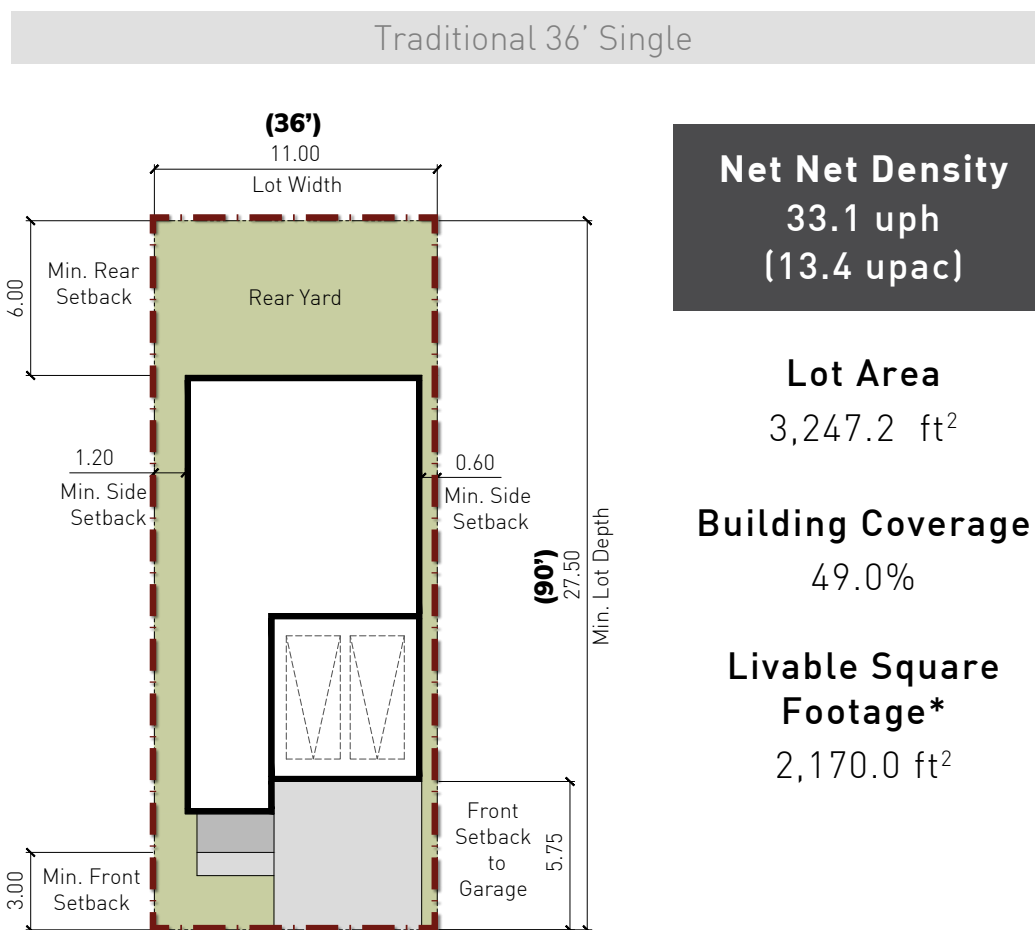 Traditional 36’ Single
(36’)
11.00
Lot Width
6.00
Min. Rear
Setback
Rear Yard
1.20
Min. Side
Setback
0.60
Min. Side
Setback
(90’)
27.50
Min. Lot Depth
3.00
Min. Front
Setback
Front
Setback
to
Garage
5.75
Net Net Density
33.1 uph
(13.4 upac)
Lot Area
3,247.2 ft²
Building Coverage
49.0%
Livable Square
Footage*
2,170.0 ft²